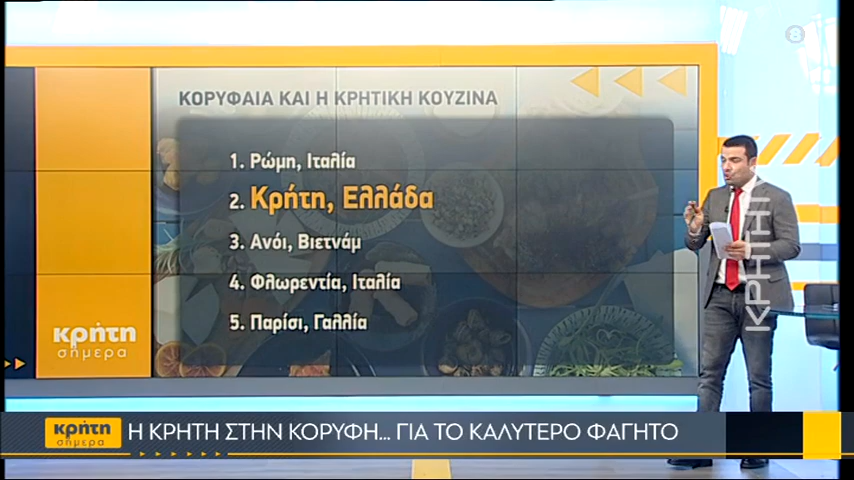 8
ΚΟΡΥΦΑΙΑ ΚΑΙ Η ΚΡΗΤΙΚΗ ΚΟΥΖΙΝΑ
1. Ρώμη, Ιταλία
2. Κρήτη, Ελλάδα
3. Ανόι, Βιετνάμ
4. Φλωρεντία, Ιταλία
5. Παρίσι, Γαλλία
κρήτη
σήμερα
ΚΡΗΤΗ
κρήτη
σήμερα
Η ΚΡΗΤΗ ΣΤΗΝ ΚΟΡΥΦΗ... ΓΙΑ ΤΟ ΚΑΛΥΤΕΡΟ ΦΑΓΗΤΟ